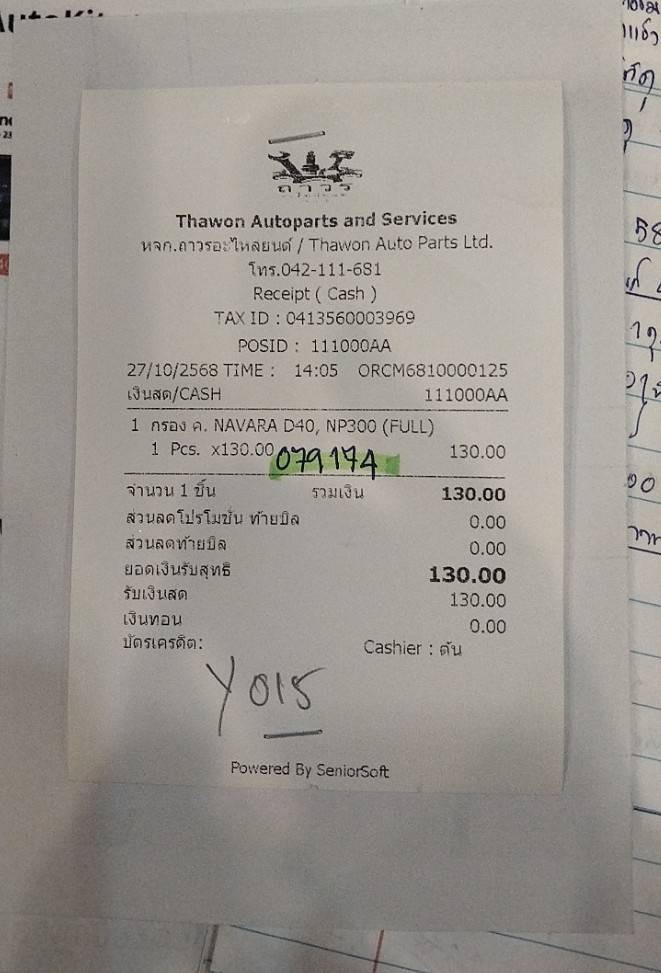 ถาวร
Thawon Autoparts and Services
หจก.ถาวรอะไหลยนต์ / Thawon Auto Parts Ltd.
โทร.042-111-681
Receipt ( Cash )
TAX ID : 0413560003969
POSID : 111000AA
27/10/2568 TIME : 14:05 ORCM6810000125
เงินสด/CASH 111000AA
1 กรอง ค. NAVARA D40, NP300 (FULL)
1 Pcs. x130.00 079174 130.00
จำนวน 1 ชิ้น รวมเงิน 130.00
ส่วนลดโปรโมชั่น ท้ายบิล 0.00
ส่วนลดท้ายบิล 0.00
ยอดเงินรับสุทธิ 130.00
รับเงินสด 130.00
เงินทอน 0.00
บัตรเครดิต: Cashier : ต้น
Y015
Powered By SeniorSoft